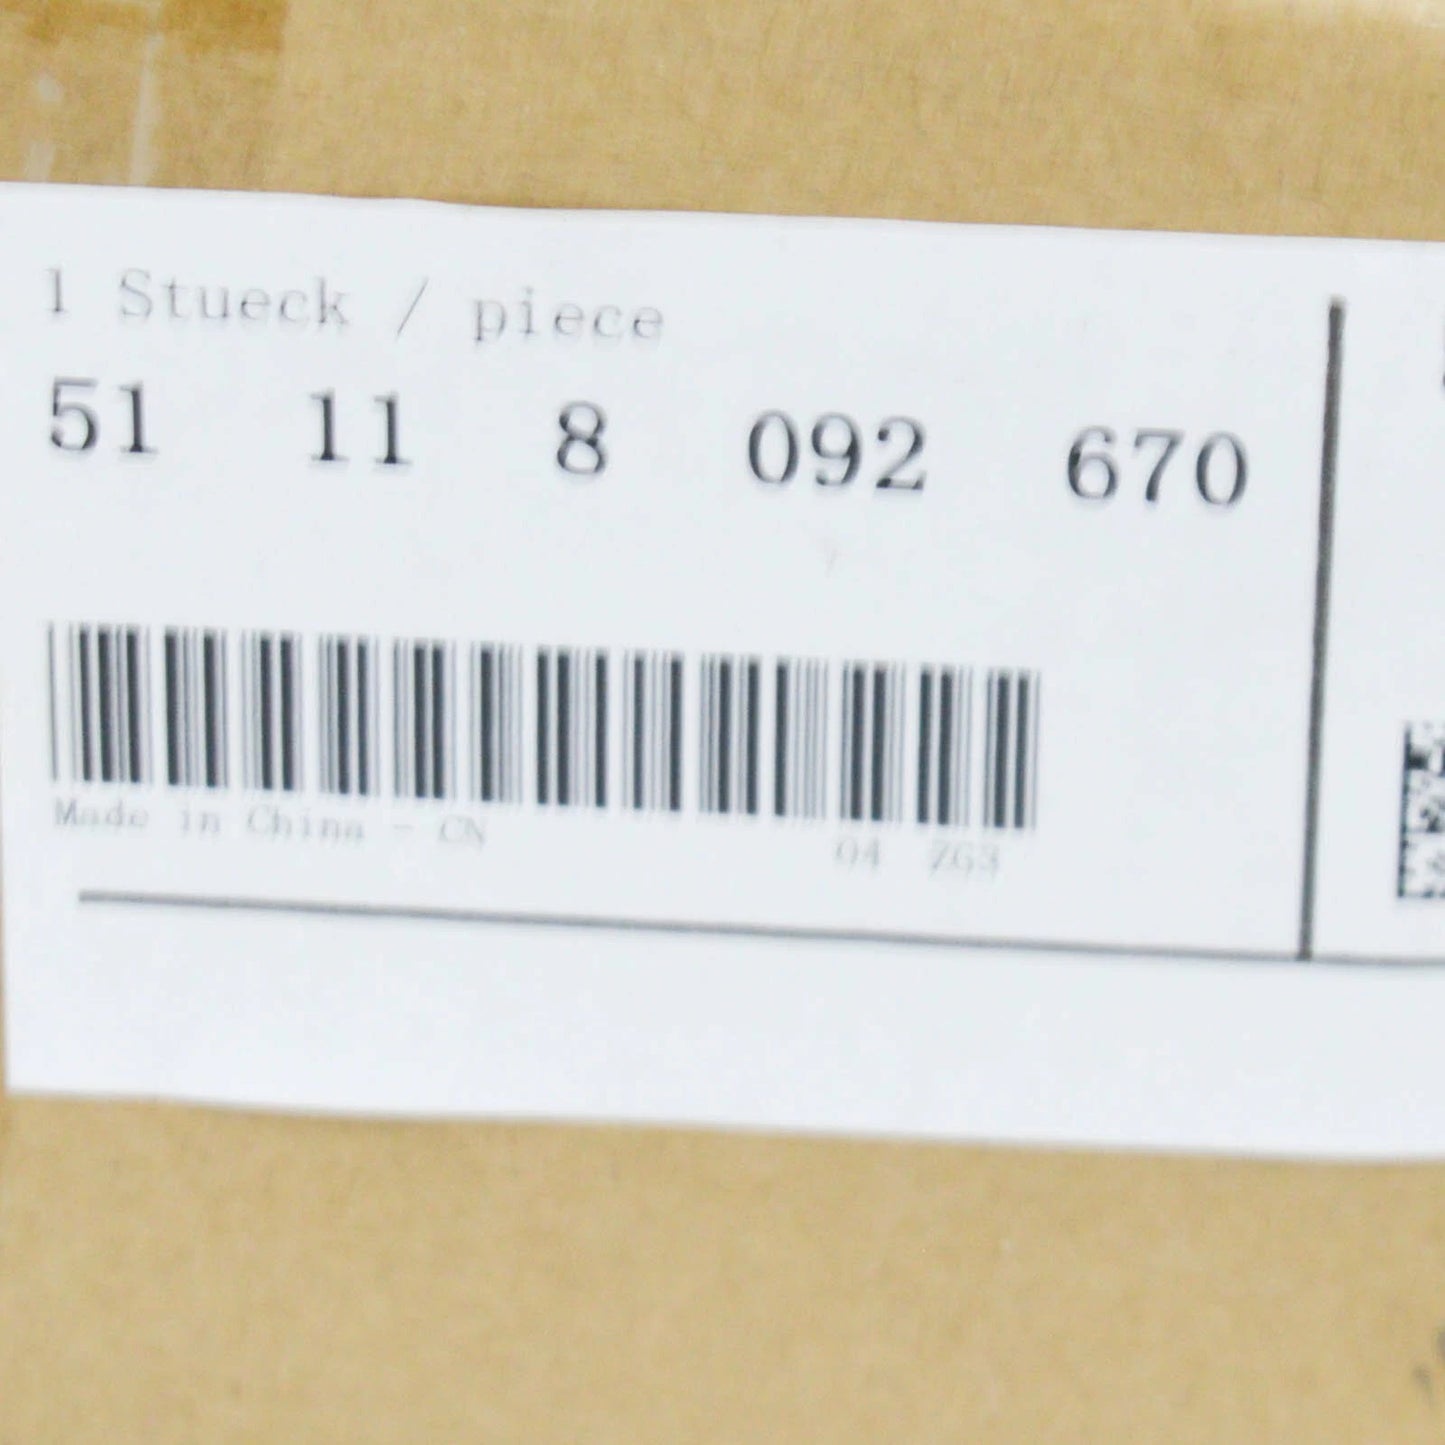 1 Stueck / piece
51 11 8 092 670
Made in China - CN
04 ZG3